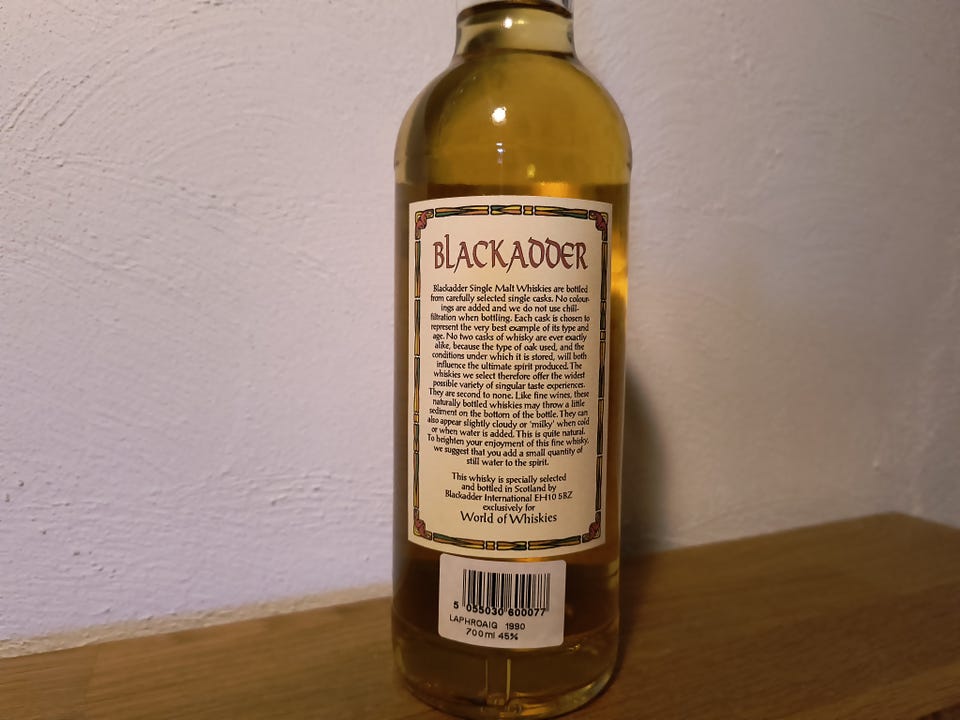 BLACKADDER
Blackadder Single Malt Whiskies are bottled
from carefully selected single casks. No colour-
ings are added and we do not use chill-
filtration when bottling. Each cask is chosen to
represent the very best example of its type and
age. No two casks of whisky are ever exactly
alike, because the type of oak used, and the
conditions under which it is stored, will both
influence the ultimate spirit produced. The
whiskies we select therefore offer the widest
possible variety of singular taste experiences.
They are second to none. Like fine wines, these
naturally bottled whiskies may throw a little
sediment on the bottom of the bottle. They can
also appear slightly cloudy or 'milky' when cold
or when water is added. This is quite natural.
To heighten your enjoyment of this fine whisky,
we suggest that you add a small quantity of
still water to the spirit.
This whisky is specially selected
and bottled in Scotland by
Blackadder International EH10 5BZ
exclusively for
World of Whiskies
5 055030 600077
LAPHROAIG 1990
700ml 45%